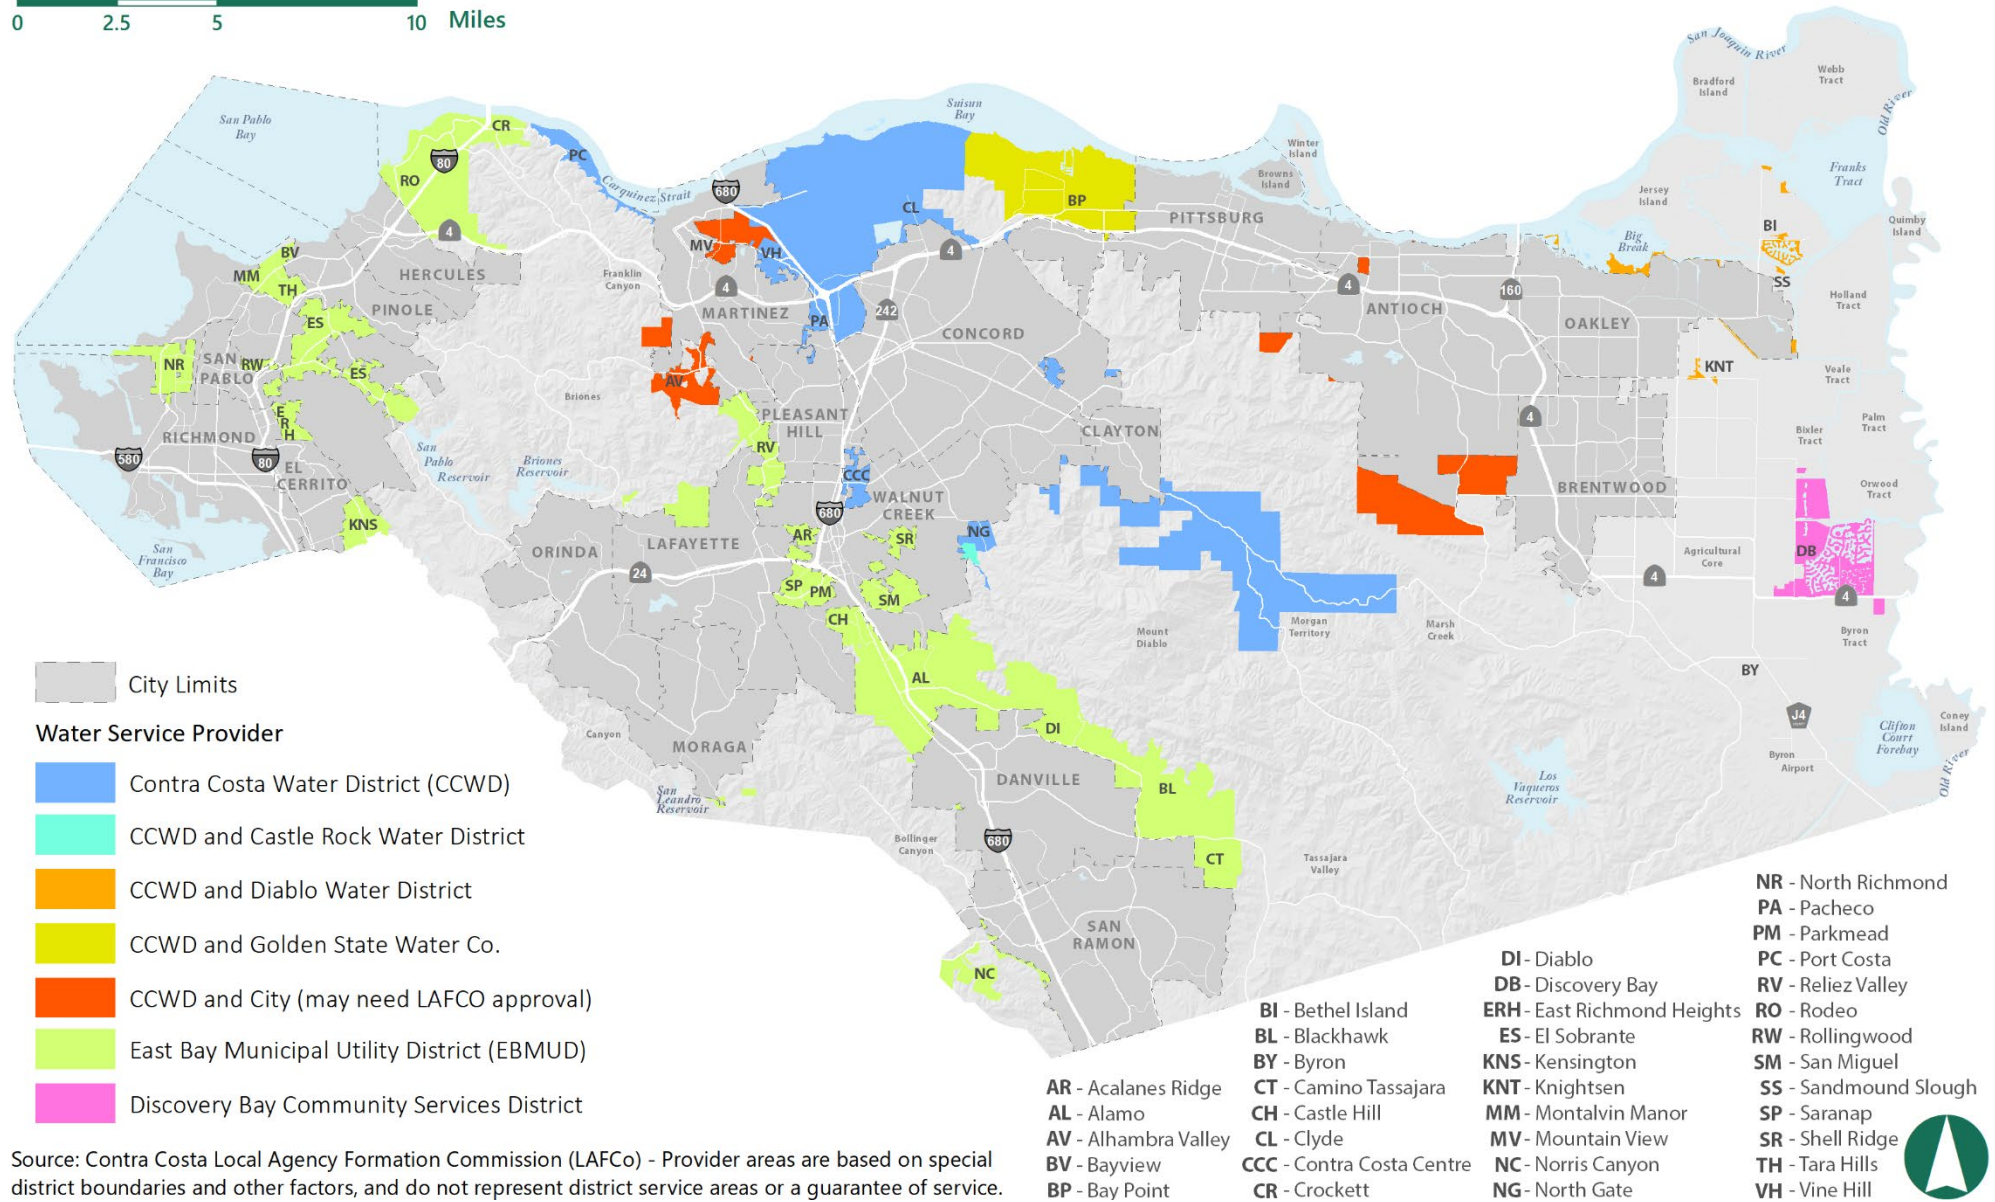 0 2.5 5 10 Miles
San Joaquin River
Bradford
Island
Webb
Tract
Old River
San Pablo
Bay
Suisun
Bay
CR
80
PC
RO
Carquinez Strait
680
Winter
Island
Browns
Island
Franks
Tract
Jersey
Island
BP
CL
PITTSBURG
BI
Quimby
Island
4
MV
VH
4
Big
Break
BV
MM
TH
HERCULES
Franklin
Canyon
4
4
SS
160
PINOLE
242
MARTINEZ
PA
CONCORD
ANTIOCH
OAKLEY
Holland
Tract
ES
NR
SAN
PABLO
RW
ES
AV
KNT
Veale
Tract
Briones
E
R
H
PLEASANT
HILL
CLAYTON
4
Palm
Tract
Bixler
Tract
RICHMOND
580
80
EL
CERRITO
San
Pablo
Reservoir
Briones
Reservoir
RV
CCC
WALNUT
CREEK
680
BRENTWOOD
Orwood
Tract
KNS
San
Francisco
Bay
ORINDA
LAFAYETTE
AR
SR
NG
DB
Agricultural
Core
24
SP
PM
SM
4
4
CH
Mount
Diablo
Morgan
Territory
Marsh
Creek
Byron
Tract
AL
BY
Canyon
MORAGA
DI
J4
Clifton
Court
Forebay
Coney
Island
Old River
Byron
Airport
DANVILLE
BL
Los
Vaqueros
Reservoir
San
Leandro
Reservoir
Bollinger
Canyon
680
CT
Tassajara
Valley
SAN
RAMON
NC
City Limits
Water Service Provider
Contra Costa Water District (CCWD)
CCWD and Castle Rock Water District
CCWD and Diablo Water District
CCWD and Golden State Water Co.
CCWD and City (may need LAFCO approval)
East Bay Municipal Utility District (EBMUD)
Discovery Bay Community Services District
AR - Acalanes Ridge
AL - Alamo
AV - Alhambra Valley
BV - Bayview
BP - Bay Point
BI - Bethel Island
BL - Blackhawk
BY - Byron
CT - Camino Tassajara
CH - Castle Hill
CL - Clyde
CCC - Contra Costa Centre
CR - Crockett
DI - Diablo
DB - Discovery Bay
ERH - East Richmond Heights
ES - El Sobrante
KNS - Kensington
KNT - Knightsen
MM - Montalvin Manor
MV - Mountain View
NC - Norris Canyon
NG - North Gate
NR - North Richmond
PA - Pacheco
PM - Parkmead
PC - Port Costa
RV - Reliez Valley
RO - Rodeo
RW - Rollingwood
SM - San Miguel
SS - Sandmound Slough
SP - Saranap
SR - Shell Ridge
TH - Tara Hills
VH - Vine Hill
Source: Contra Costa Local Agency Formation Commission (LAFCo) - Provider areas are based on special
district boundaries and other factors, and do not represent district service areas or a guarantee of service.